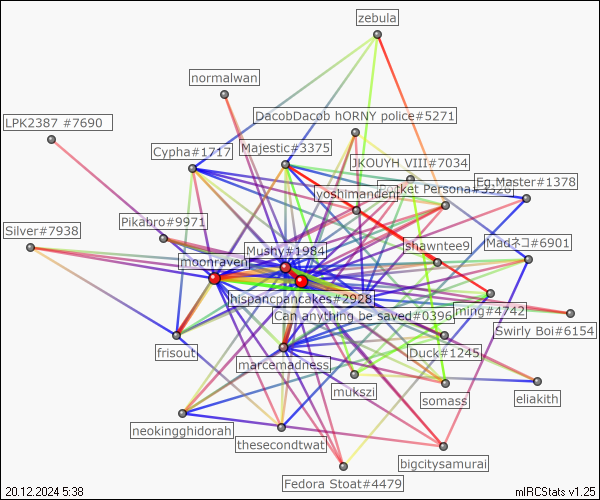 zebula
normalwan
DacobDacob hORNY police#5271
LPK2387 #7690
Cypha#1717
Majestic#3375
JKOUYH VIII#7034
Eg.Master#1378
yoshimanden
Pocket Persona#3326
Pikabro#9971
Silver#7938
shawntee9
Madネコ#6901
Mushy#1984
moonraven
hispancpancakes#2928
Can anything be saved#0396
ming#4742
Swirly Boi#6154
frisout
Duck#1245
marcemadness
mukszi
somass
eliakith
neokingghidorah
thesecondtwat
bigcitysamurai
Fedora Stoat#4479
20.12.2024 5:38
mIRCStats v1.25